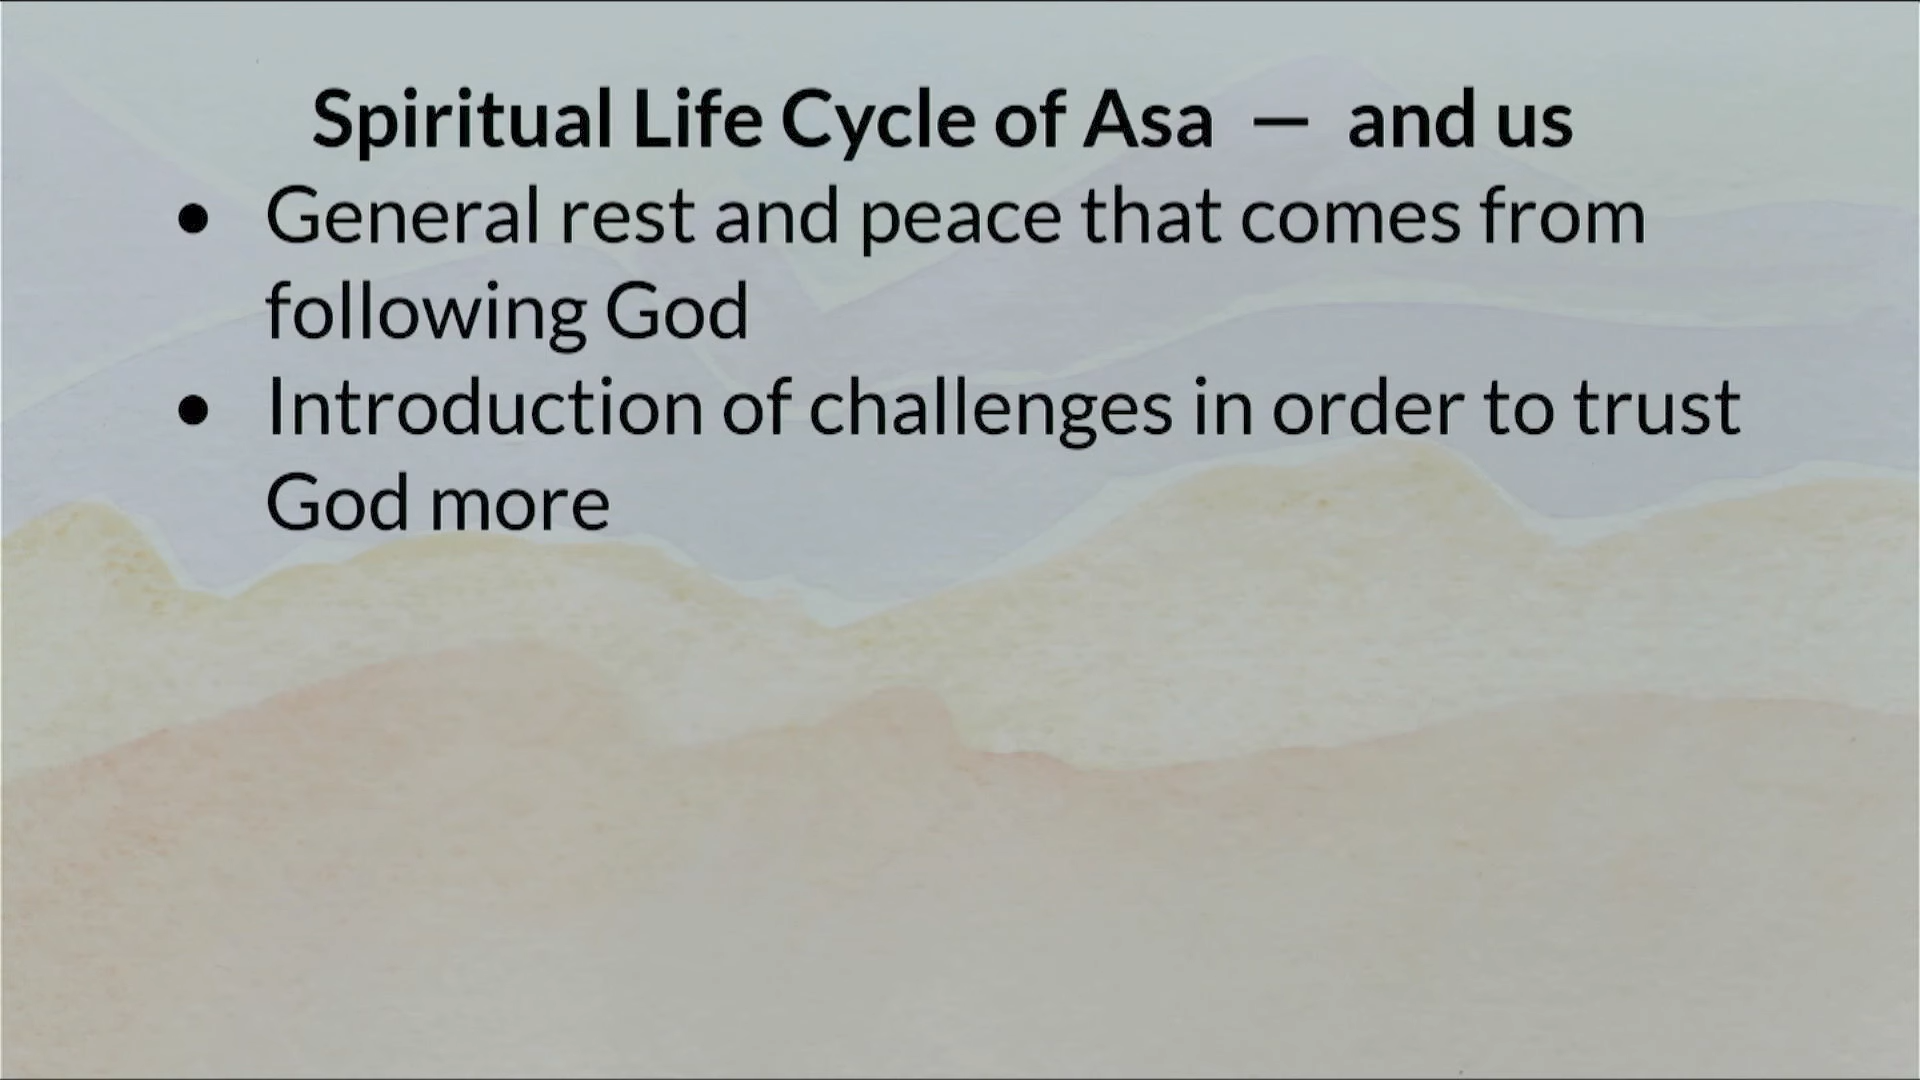 Spiritual Life Cycle of Asa — and us
• General rest and peace that comes from
following God
• Introduction of challenges in order to trust
God more